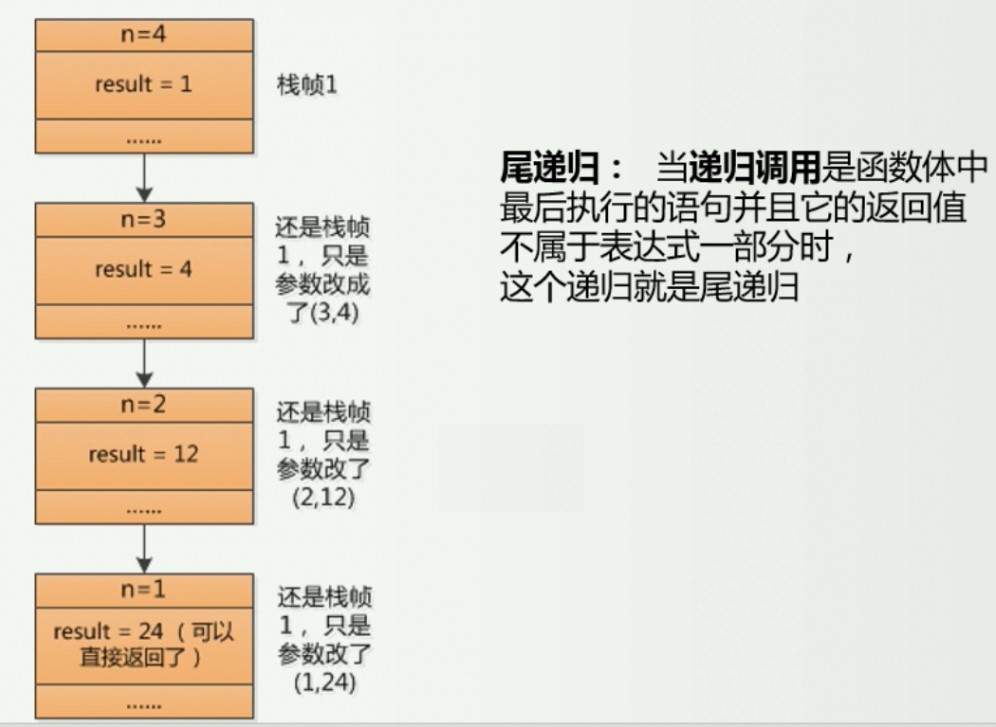 n=4
result = 1
......
栈帧1
n=3
result = 4
......
还是栈帧
1，只是
参数改成
了(3,4)
n=2
result = 12
......
还是栈帧
1，只是
参数改了
(2,12)
n=1
result = 24（可以
直接返回了）
......
还是栈帧
1，只是
参数改了
(1,24)
尾递归： 当递归调用是函数体中
最后执行的语句并且它的返回值
不属于表达式一部分时，
这个递归就是尾递归